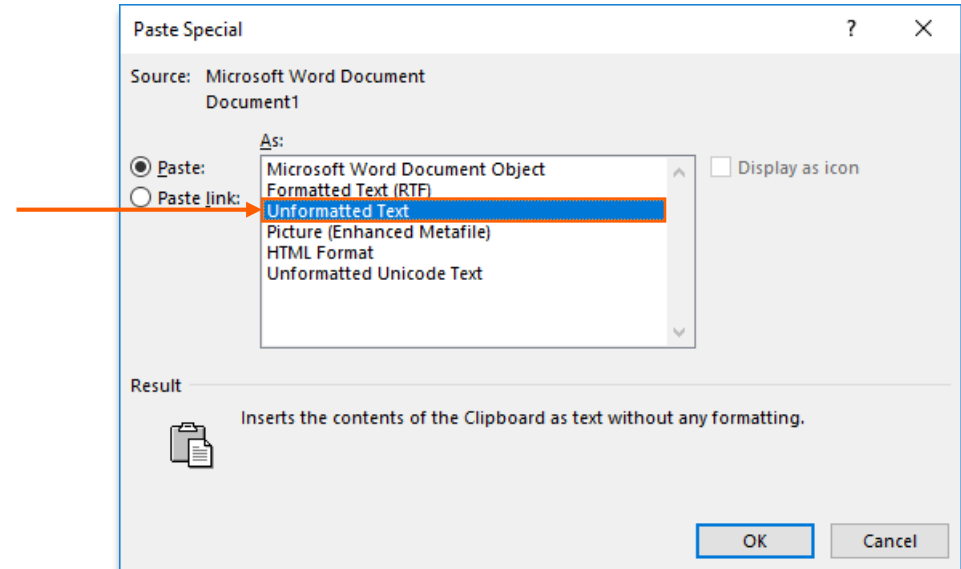 Paste Special ?
Source: Microsoft Word Document
Document1
As:
Paste:
Paste link:
Microsoft Word Document Object
Formatted Text (RTF)
Unformatted Text
Picture (Enhanced Metafile)
HTML Format
Unformatted Unicode Text
Display as icon
Result
Inserts the contents of the Clipboard as text without any formatting.
OK Cancel